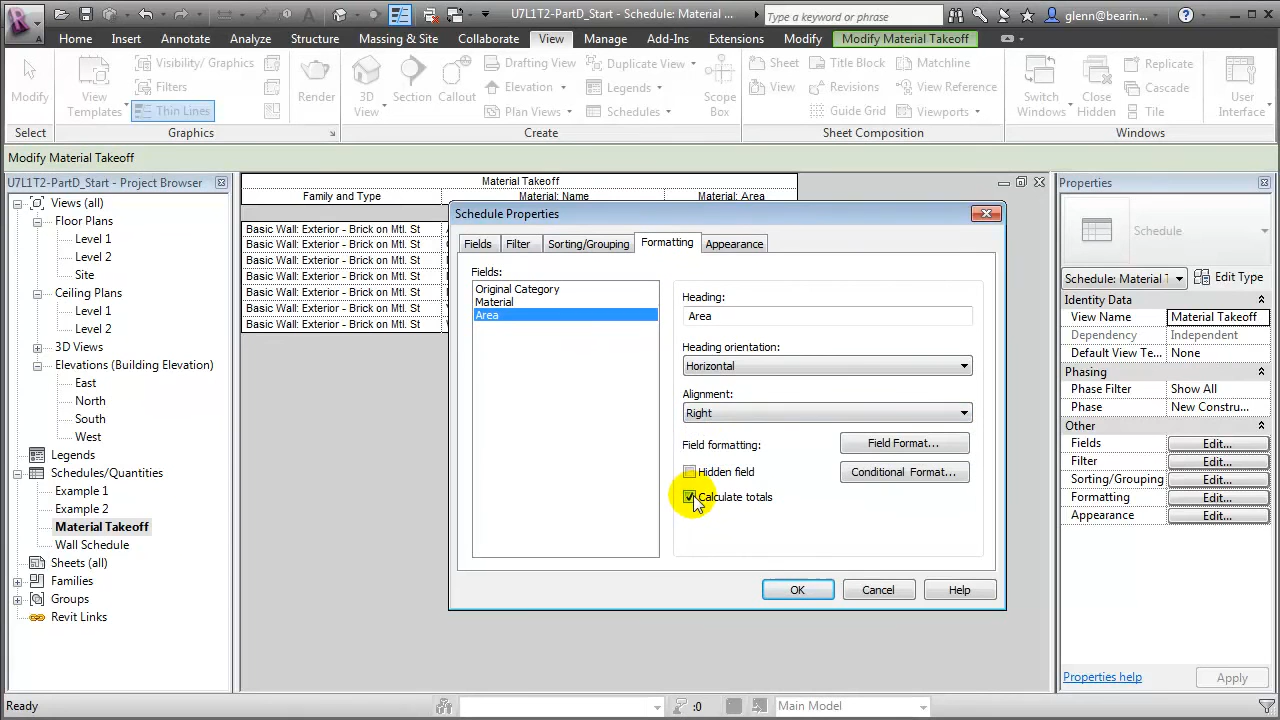 U7L1T2-PartD_Start - Schedule: Material ...
Type a keyword or phrase
glenn@bearin...
Home Insert Annotate Analyze Structure Massing & Site Collaborate View Manage Add-Ins Extensions Modify Modify Material Takeoff
Modify
View Templates
Visibility/ Graphics
Filters
Thin Lines
Render
3D View
Section
Callout
Drafting View
Elevation
Plan Views
Duplicate View
Legends
Schedules
Scope Box
Sheet
View
Title Block
Revisions
Guide Grid
Matchline
View Reference
Viewports
Switch Windows
Close Hidden
Replicate
Cascade
Tile
User Interface
Select Graphics Create Sheet Composition Windows
Modify Material Takeoff
U7L1T2-PartD_Start - Project Browser
Views (all)
Floor Plans
Level 1
Level 2
Site
Ceiling Plans
Level 1
Level 2
3D Views
Elevations (Building Elevation)
East
North
South
West
Legends
Schedules/Quantities
Example 1
Example 2
Material Takeoff
Wall Schedule
Sheets (all)
Families
Groups
Revit Links
Material Takeoff
Family and Type Material: Name Material: Area
Basic Wall: Exterior - Brick on Mtl. St
Basic Wall: Exterior - Brick on Mtl. St
Basic Wall: Exterior - Brick on Mtl. St
Basic Wall: Exterior - Brick on Mtl. St
Basic Wall: Exterior - Brick on Mtl. St
Basic Wall: Exterior - Brick on Mtl. St
Basic Wall: Exterior - Brick on Mtl. St
Schedule Properties
Fields Filter Sorting/Grouping Formatting Appearance
Fields:
Original Category
Material
Area
Heading:
Area
Heading orientation:
Horizontal
Alignment:
Right
Field formatting: Field Format...
Hidden field Conditional Format...
Calculate totals
OK Cancel Help
Properties
Schedule
Schedule: Material T Edit Type
Identity Data
View Name Material Takeoff
Dependency Independent
Default View Te... None
Phasing
Phase Filter Show All
Phase New Constru...
Other
Fields Edit...
Filter Edit...
Sorting/Grouping Edit...
Formatting Edit...
Appearance Edit...
Properties help Apply
Ready
:0
Main Model